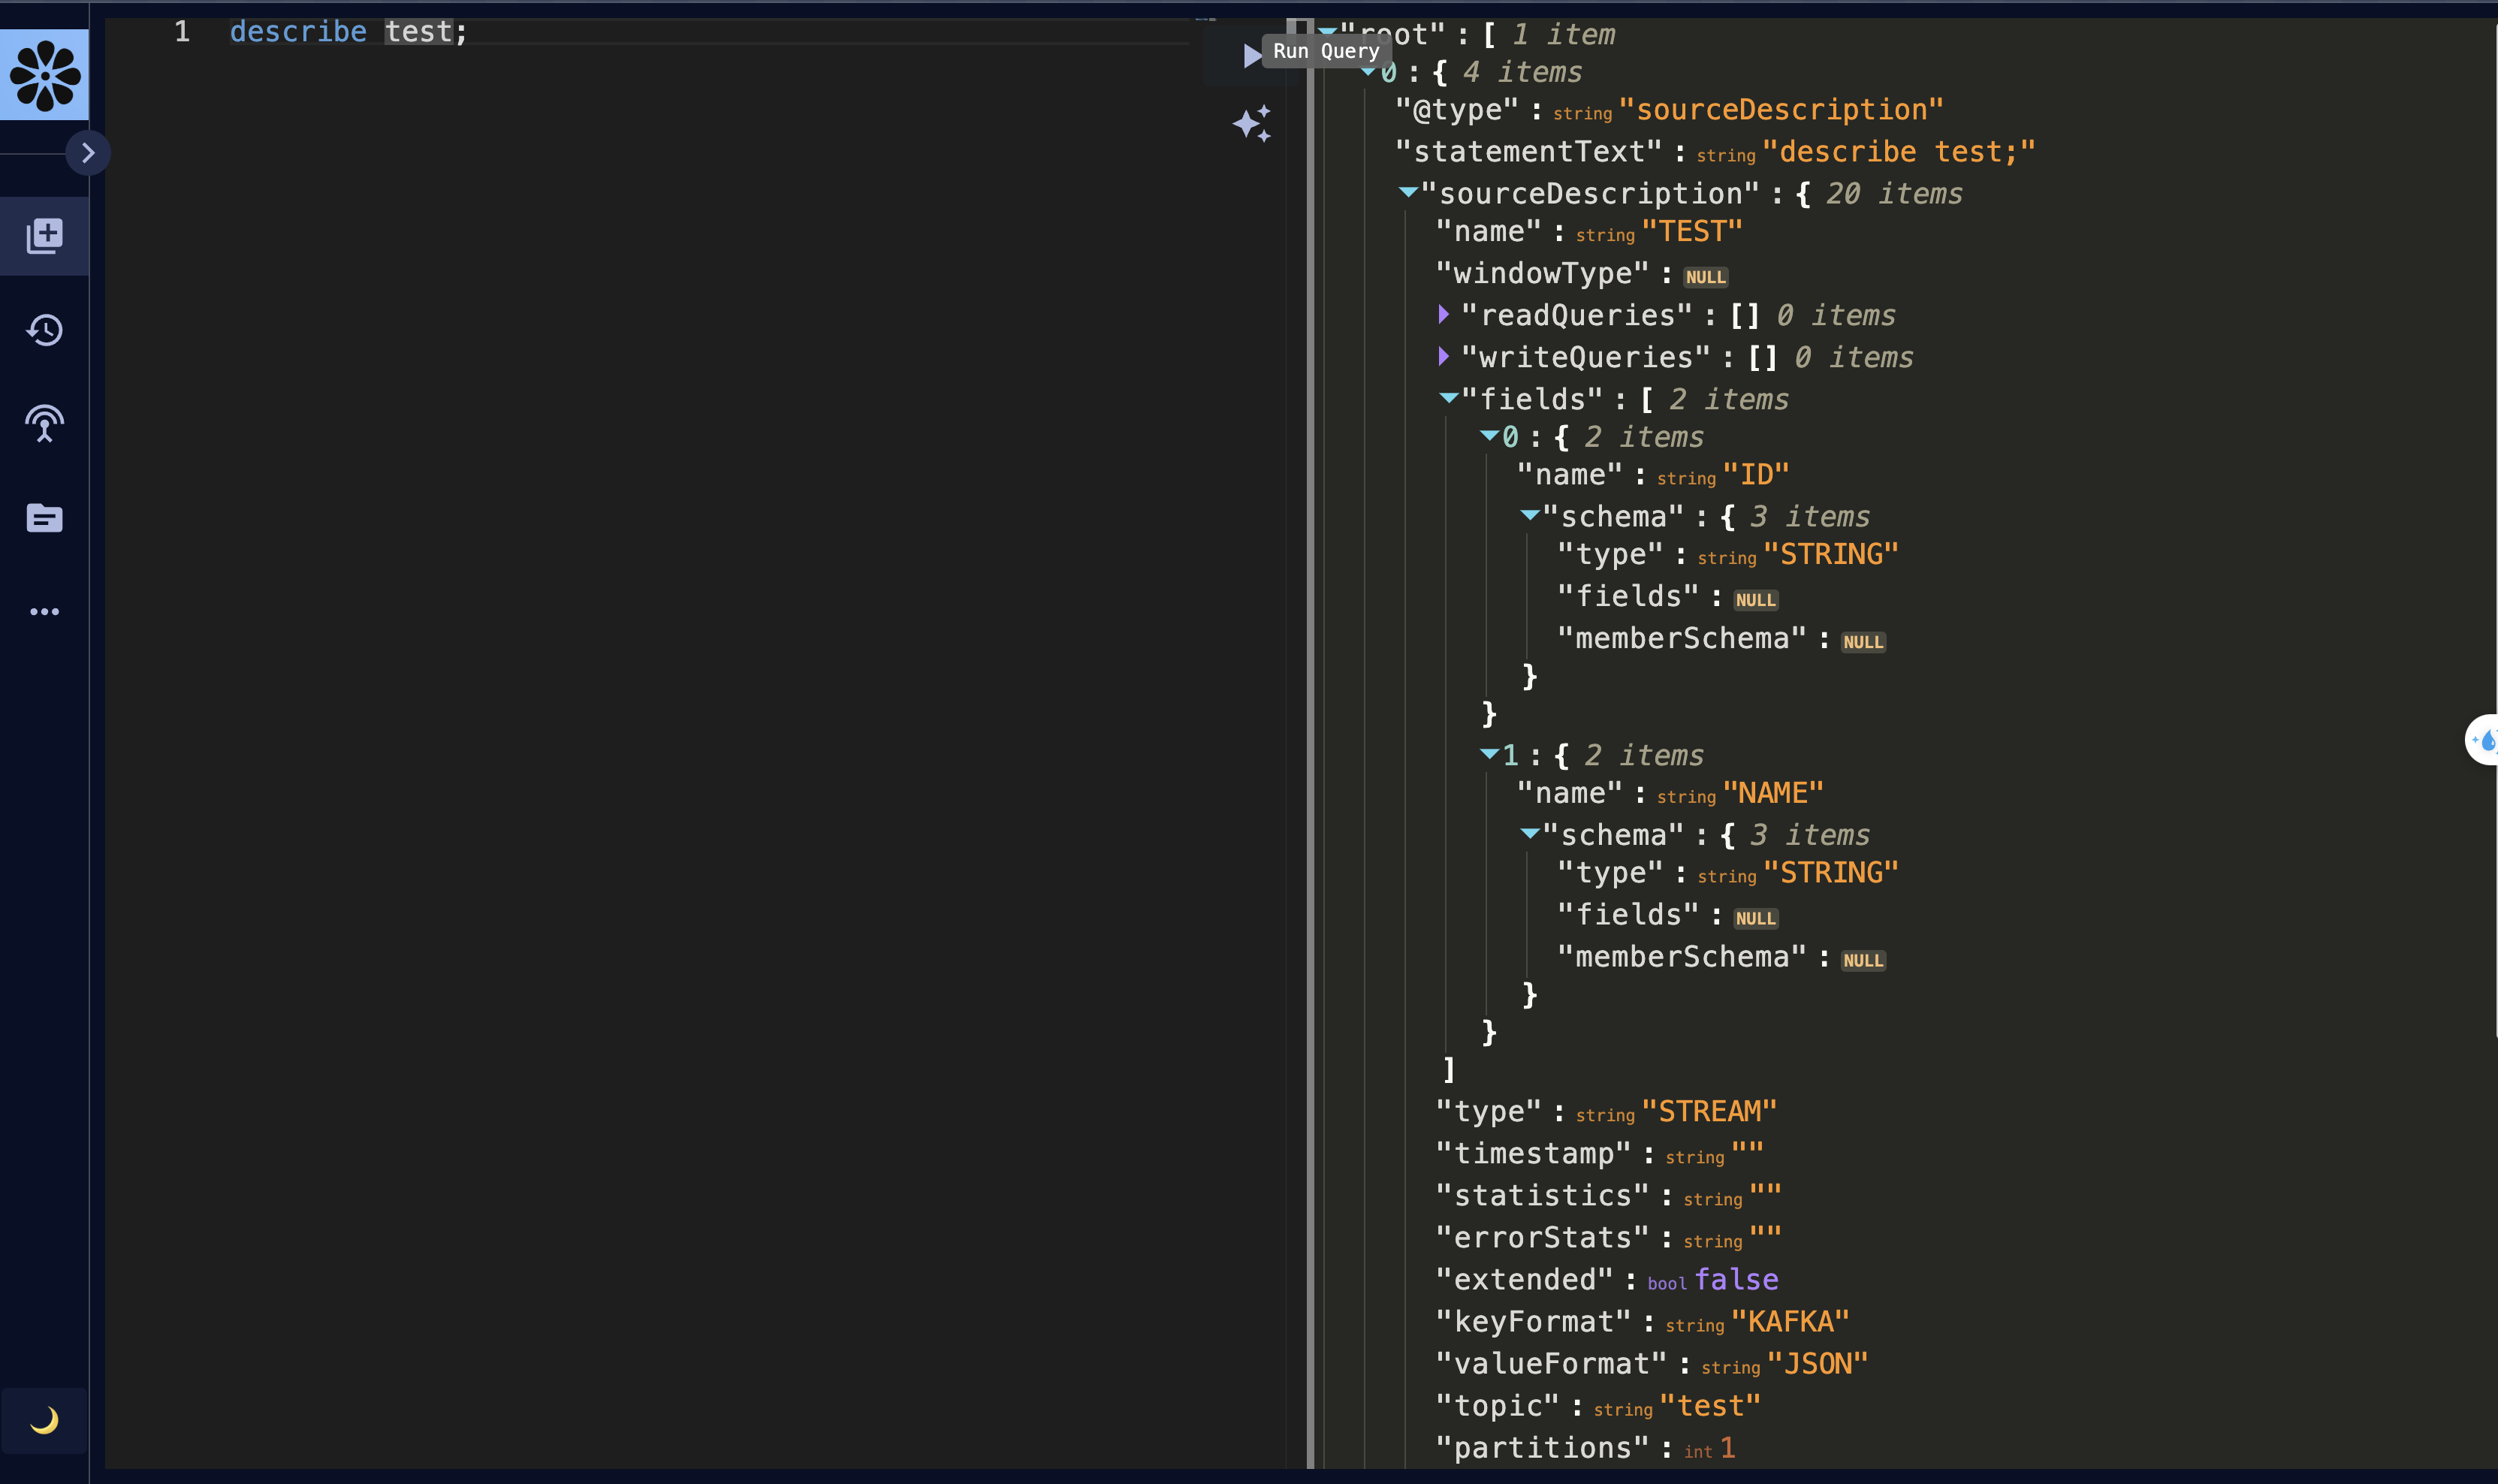 1 describe test;
Run Query
"root" : [ 1 item
0 : { 4 items
"@type" : string "sourceDescription"
"statementText" : string "describe test;"
"sourceDescription" : { 20 items
"name" : string "TEST"
"windowType" : NULL
"readQueries" : [] 0 items
"writeQueries" : [] 0 items
"fields" : [ 2 items
0 : { 2 items
"name" : string "ID"
"schema" : { 3 items
"type" : string "STRING"
"fields" : NULL
"memberSchema" : NULL
}
}
1 : { 2 items
"name" : string "NAME"
"schema" : { 3 items
"type" : string "STRING"
"fields" : NULL
"memberSchema" : NULL
}
}
]
"type" : string "STREAM"
"timestamp" : string ""
"statistics" : string ""
"errorStats" : string ""
"extended" : bool false
"keyFormat" : string "KAFKA"
"valueFormat" : string "JSON"
"topic" : string "test"
"partitions" : int 1